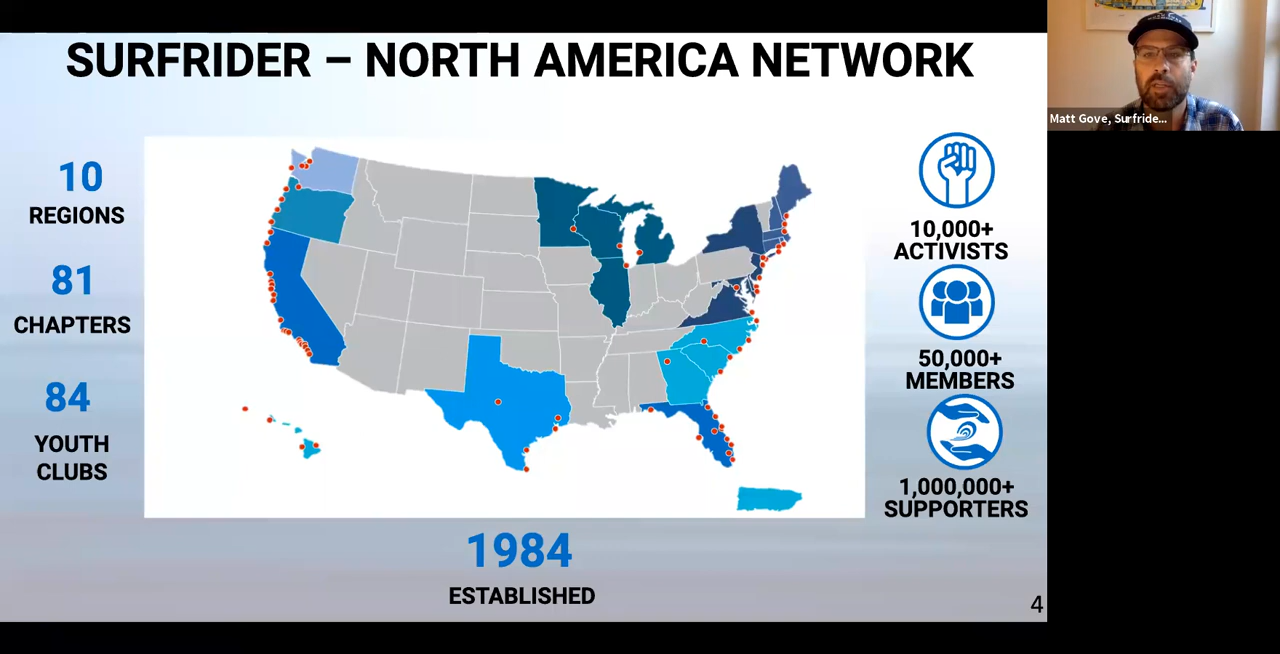 SURFRIDER – NORTH AMERICA NETWORK
10
REGIONS
81
CHAPTERS
84
YOUTH
CLUBS
10,000+
ACTIVISTS
50,000+
MEMBERS
1,000,000+
SUPPORTERS
1984
ESTABLISHED
4
Matt Gove, Surfride...